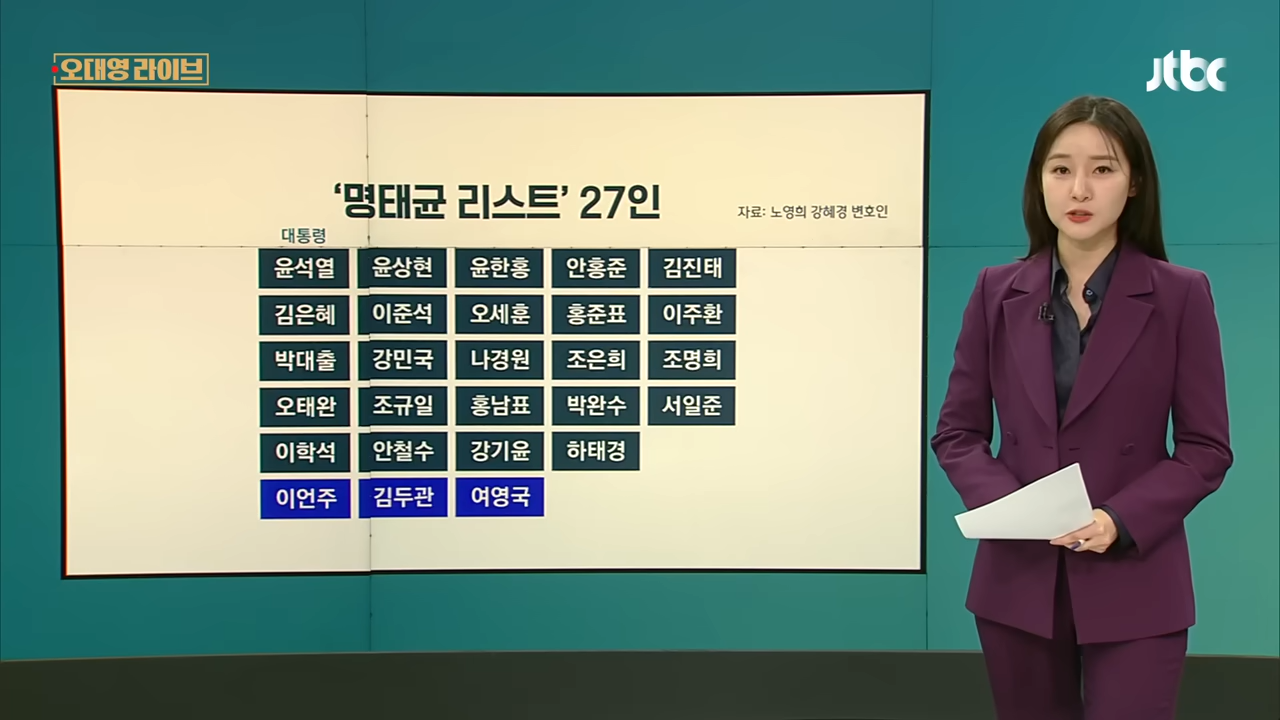 오대영 라이브
jtbc
‘명태균 리스트’ 27인
자료: 노영희 강혜경 변호인
대통령
윤석열 윤상현 윤한홍 안홍준 김진태
김은혜 이준석 오세훈 홍준표 이주환
박대출 강민국 나경원 조은희 조명희
오태완 조규일 홍남표 박완수 서일준
이학석 안철수 강기윤 하태경
이언주 김두관 여영국